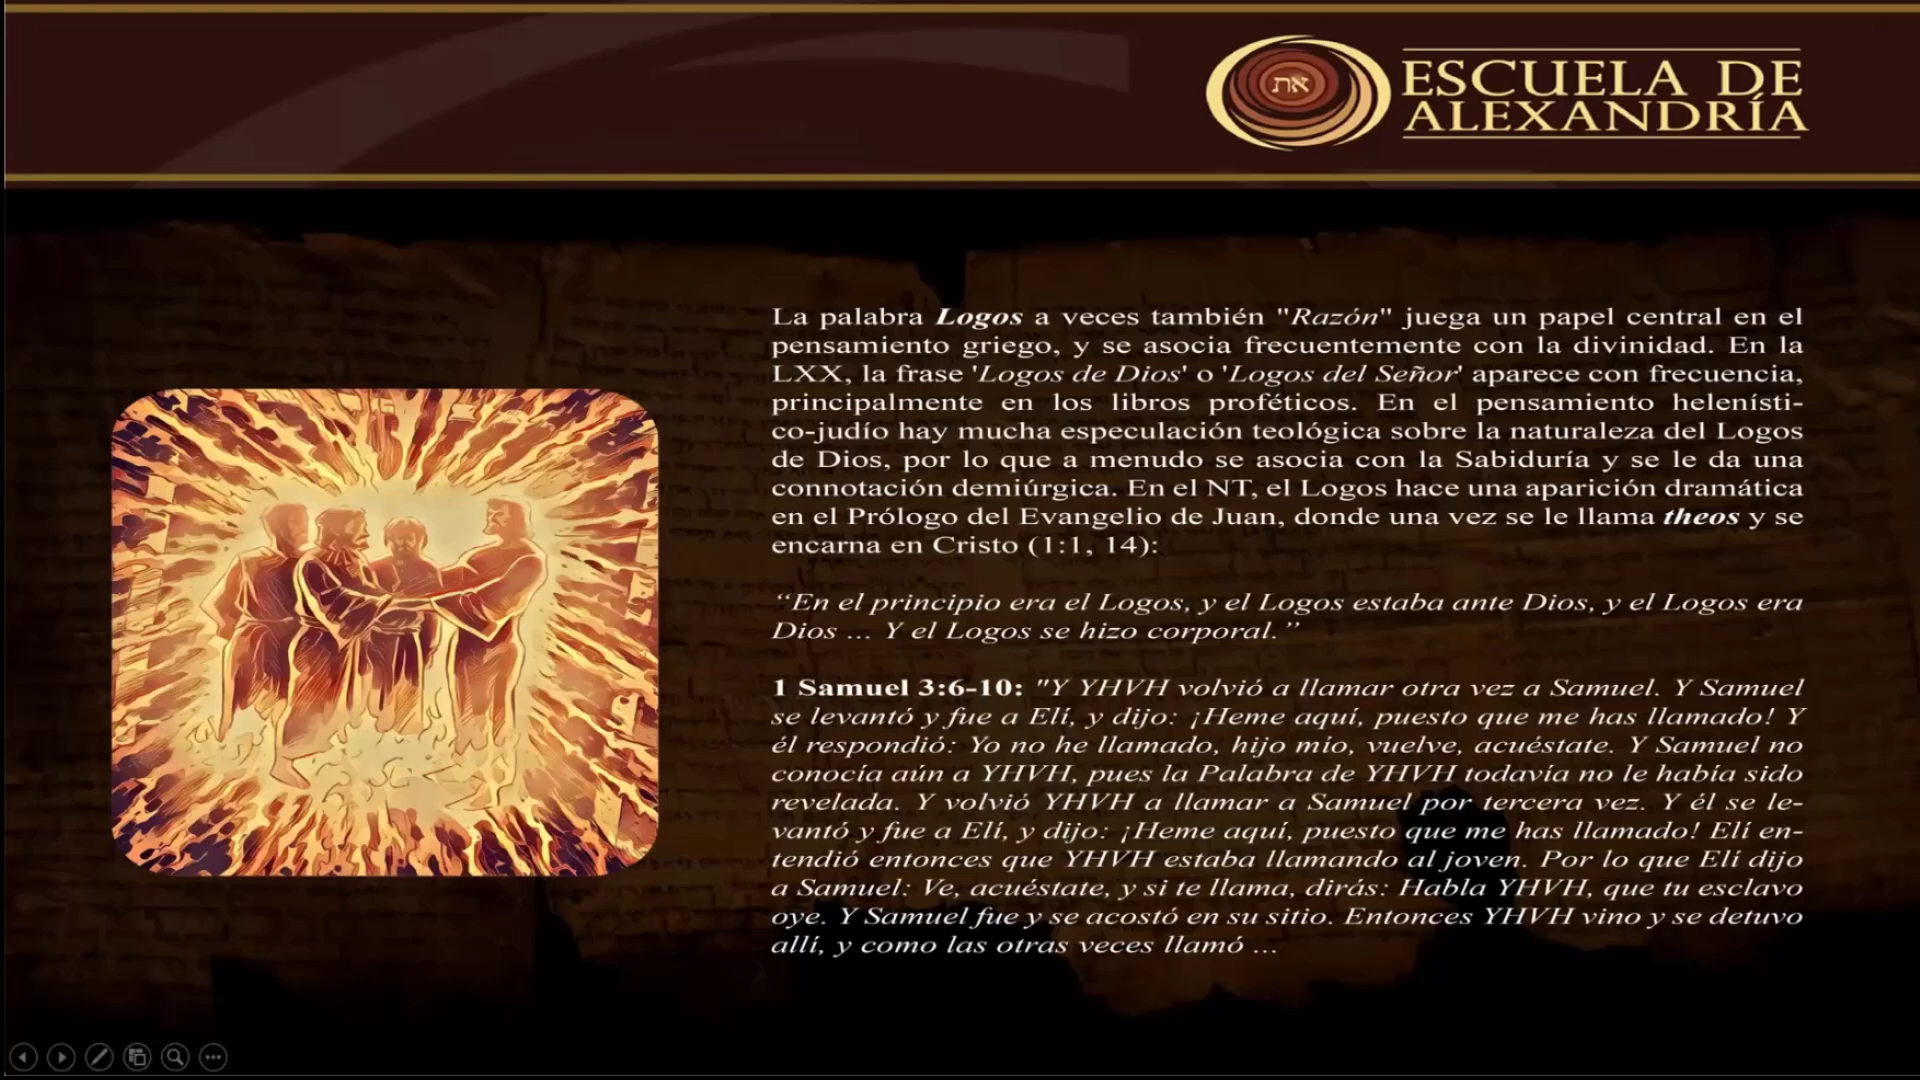 את
ESCUELA DE
ALEXANDRÍA
La palabra Logos a veces también "Razón" juega un papel central en el
pensamiento griego, y se asocia frecuentemente con la divinidad. En la
LXX, la frase 'Logos de Dios' o 'Logos del Señor' aparece con frecuencia,
principalmente en los libros proféticos. En el pensamiento helenísti-
co-judío hay mucha especulación teológica sobre la naturaleza del Logos
de Dios, por lo que a menudo se asocia con la Sabiduría y se le da una
connotación demiúrgica. En el NT, el Logos hace una aparición dramática
en el Prólogo del Evangelio de Juan, donde una vez se le llama theos y se
encarna en Cristo (1:1, 14):
“En el principio era el Logos, y el Logos estaba ante Dios, y el Logos era
Dios ... Y el Logos se hizo corporal.”
1 Samuel 3:6-10: "Y YHVH volvió a llamar otra vez a Samuel. Y Samuel
se levantó y fue a Elí, y dijo: ¡Heme aquí, puesto que me has llamado! Y
él respondió: Yo no he llamado, hijo mío, vuelve, acuéstate. Y Samuel no
conocía aún a YHVH, pues la Palabra de YHVH todavía no le había sido
revelada. Y volvió YHVH a llamar a Samuel por tercera vez. Y él se le-
vantó y fue a Elí, y dijo: ¡Heme aquí, puesto que me has llamado! Elí en-
tendió entonces que YHVH estaba llamando al joven. Por lo que Elí dijo
a Samuel: Ve, acuéstate, y si te llama, dirás: Habla YHVH, que tu esclavo
oye. Y Samuel fue y se acostó en su sitio. Entonces YHVH vino y se detuvo
allí, y como las otras veces llamó ...